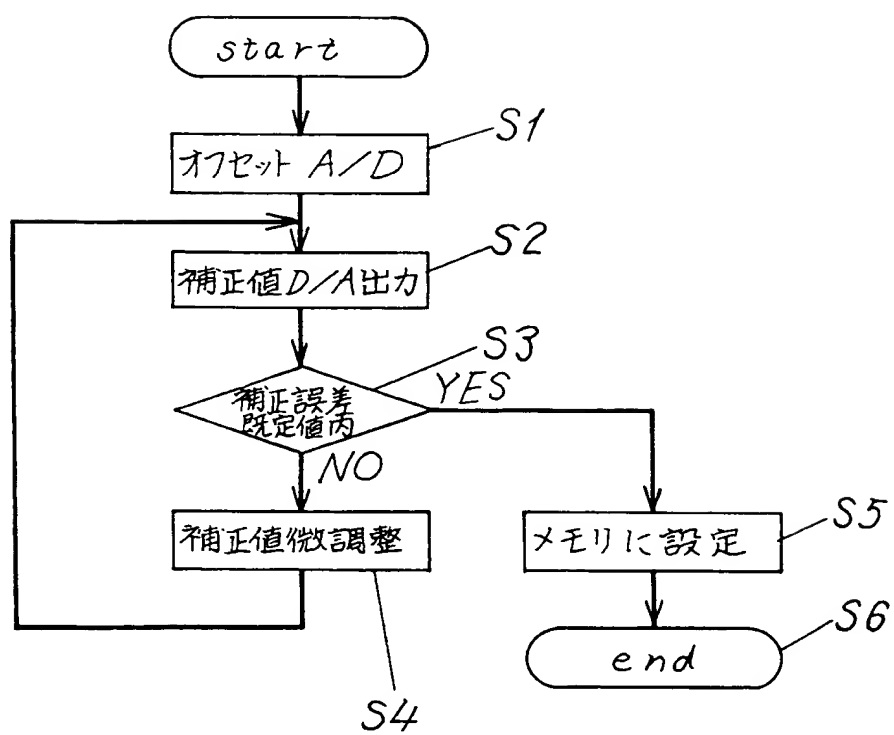 start
S1
オフセット A/D
S2
補正値D/A出力
S3
YES
補正誤差
既定値内
NO
補正値微調整
S4
メモリに設定
S5
end
S6